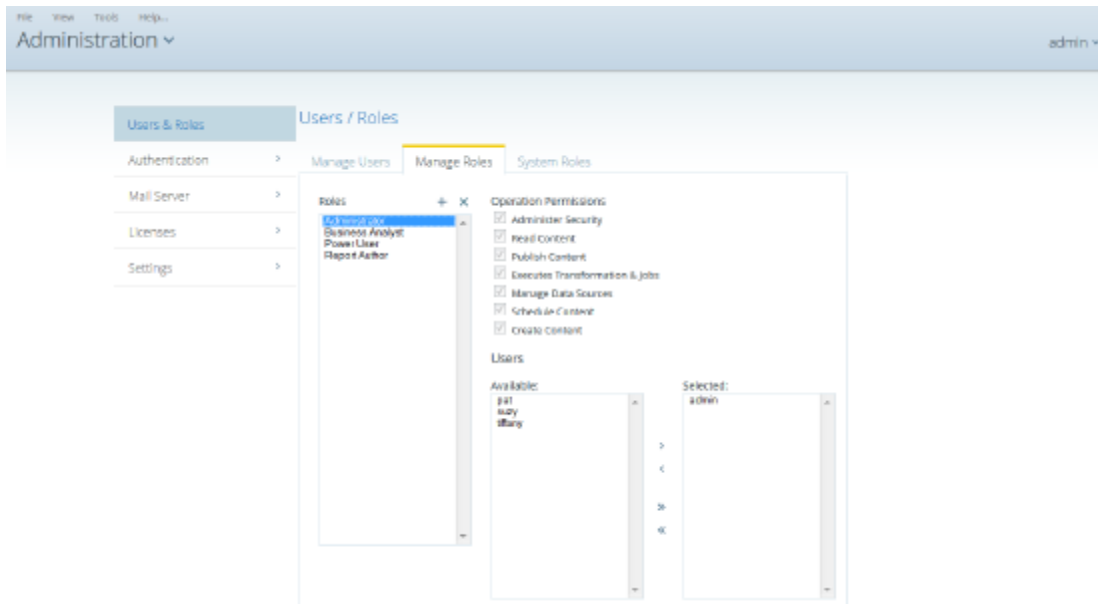 File View Tools Help...
Administration
admin
Users & Roles
Authentication
Mail Server
Licenses
Settings
Users / Roles
Manage Users Manage Roles System Roles
Roles
Administrator
Business Analyst
Power User
Report Author
Operation Permissions
Administer Security
Read Content
Publish Content
Executes Transformation & Jobs
Manage Data Sources
Schedule Content
Create Content
Users
Available:
pat
suzy
tiffany
Selected:
admin